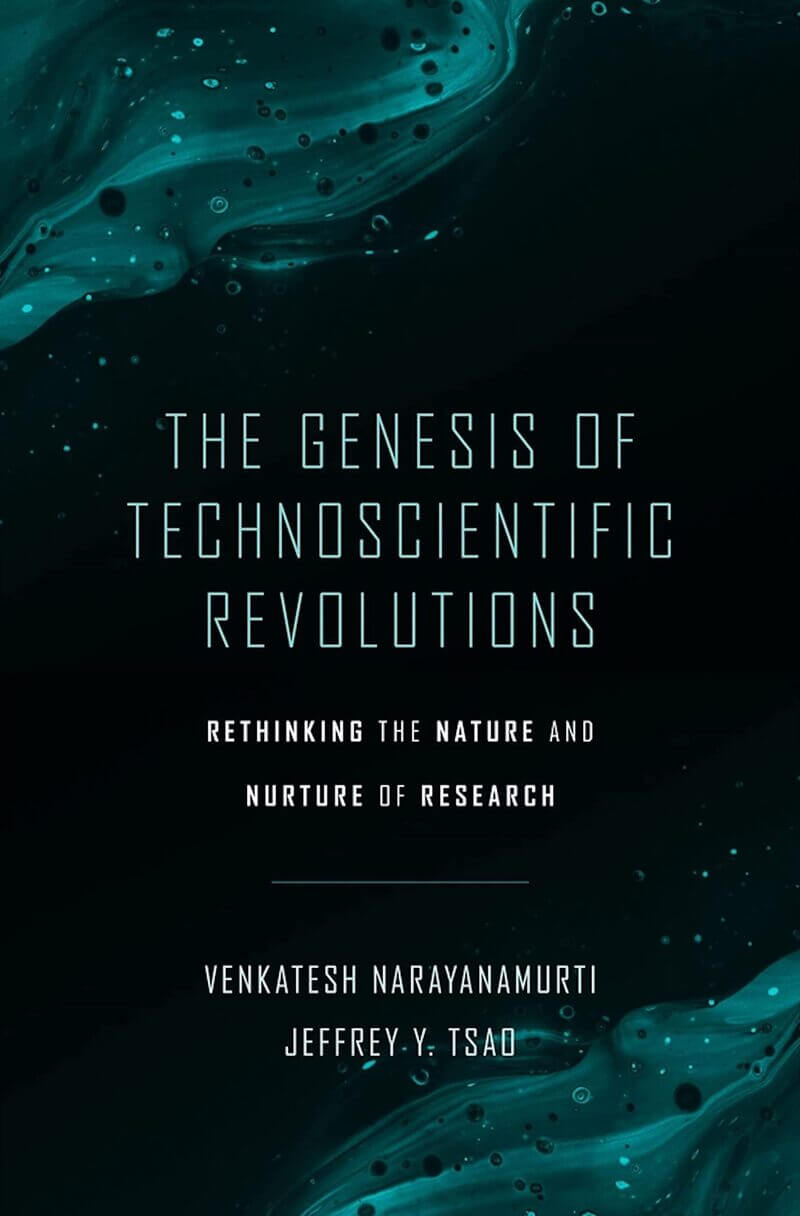 THE GENESIS OF
TECHNOSCIENTIFIC
REVOLUTIONS
RETHINKING THE NATURE AND
NURTURE OF RESEARCH
VENKATESH NARAYANAMURTI
JEFFREY Y. TSAO